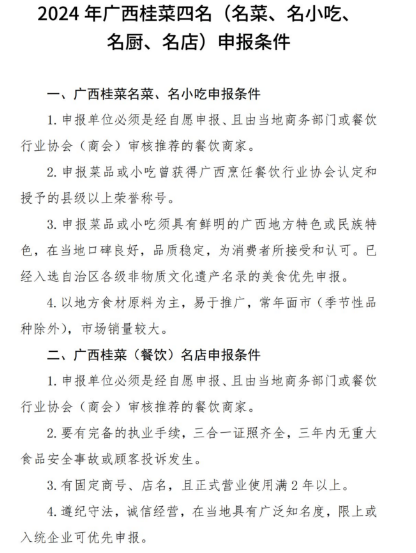 2024 年广西桂菜四名（名菜、名小吃、
名厨、名店）申报条件
一、广西桂菜名菜、名小吃申报条件
1.申报单位必须是经自愿申报、且由当地商务部门或餐饮
行业协会（商会）审核推荐的餐饮商家。
2.申报菜品或小吃曾获得广西烹饪餐饮行业协会认定和
授予的县级以上荣誉称号。
3.申报菜品或小吃须具有鲜明的广西地方特色或民族特
色，在当地口碑良好，品质稳定，为消费者所接受和认可。已
经入选自治区各级非物质文化遗产名录的美食优先申报。
4.以地方食材原料为主，易于推广，常年面市（季节性品
种除外），市场销量较大。
二、广西桂菜（餐饮）名店申报条件
1.申报单位必须是经自愿申报、且由当地商务部门或餐饮
行业协会（商会）审核推荐的餐饮商家。
2.要有完备的执业手续，三合一证照齐全，三年内无重大
食品安全事故或顾客投诉发生。
3.有固定商号、店名，且正式营业使用满 2 年以上。
4.遵纪守法，诚信经营，在当地具有广泛知名度，限上或
入统企业可优先申报。